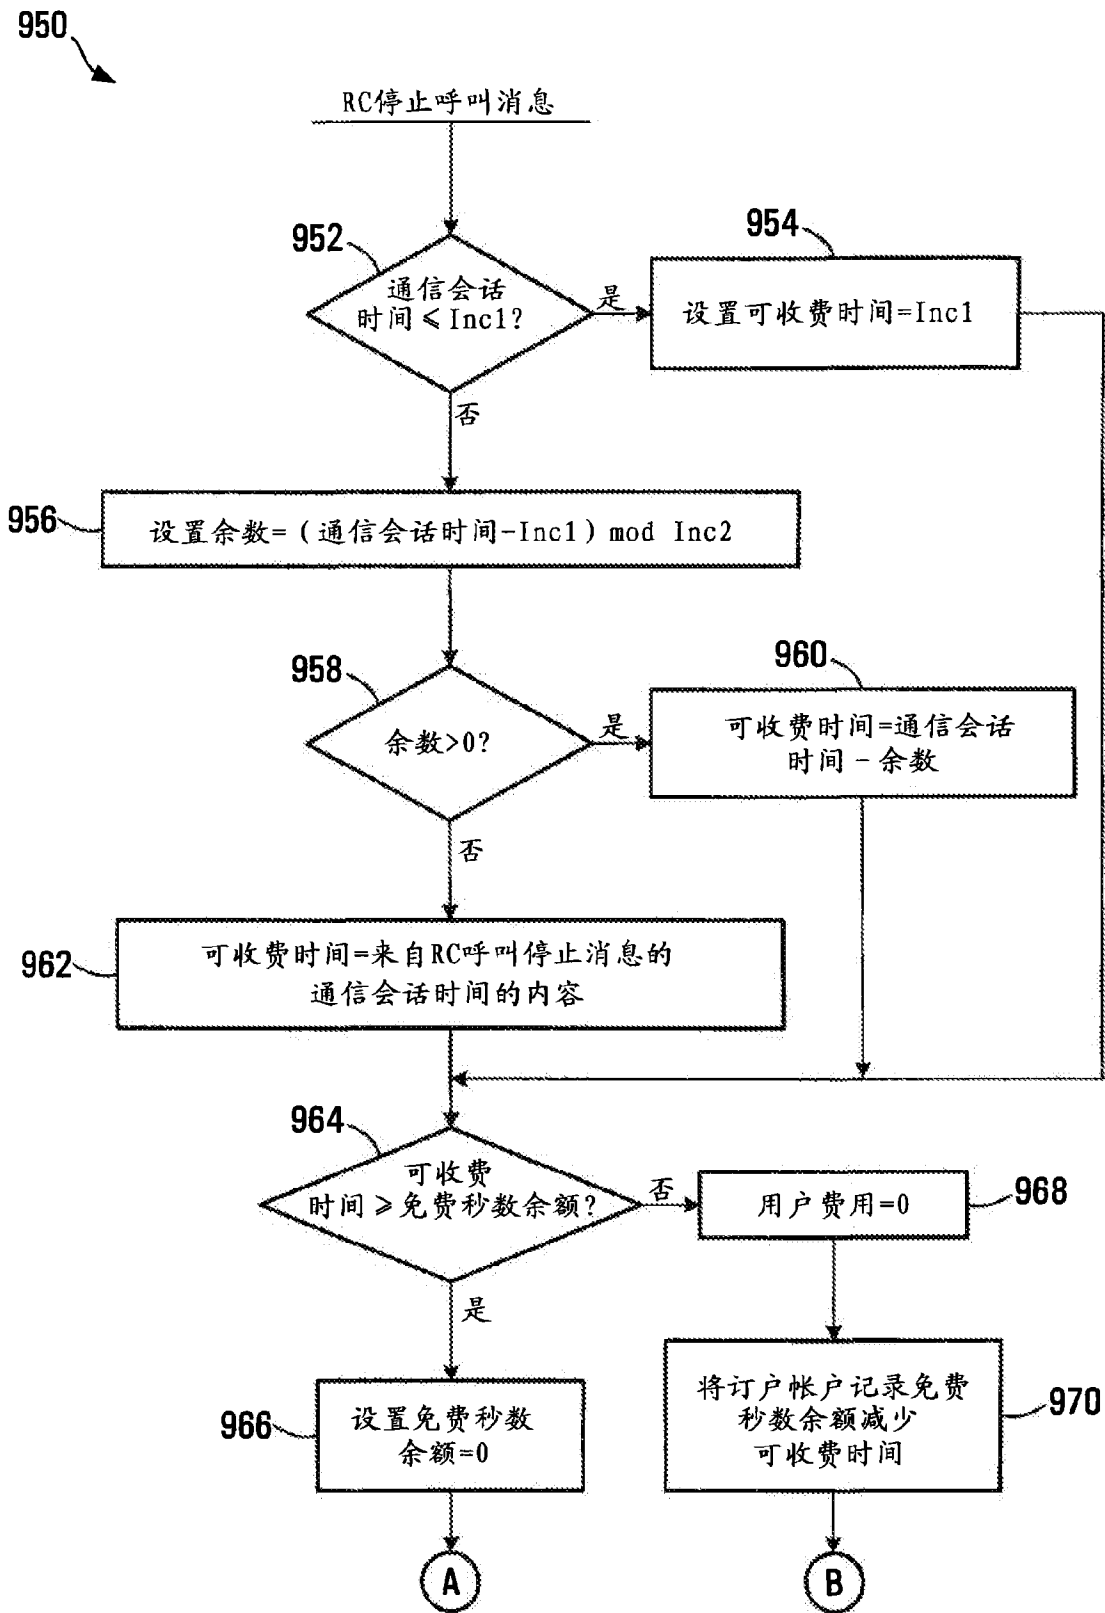 950
RC停止呼叫消息
952
通信会话
时间≤Inc1?
是
954
设置可收费时间=Inc1
否
956
设置余数=（通信会话时间-Inc1）mod Inc2
958
余数>0?
是
960
可收费时间=通信会话
时间-余数
否
962
可收费时间=来自RC呼叫停止消息的
通信会话时间的内容
964
可收费
时间≥免费秒数余额?
否
用户费用=0
968
是
966
设置免费秒数
余额=0
将订户帐户记录免费
秒数余额减少
可收费时间
970
A
B